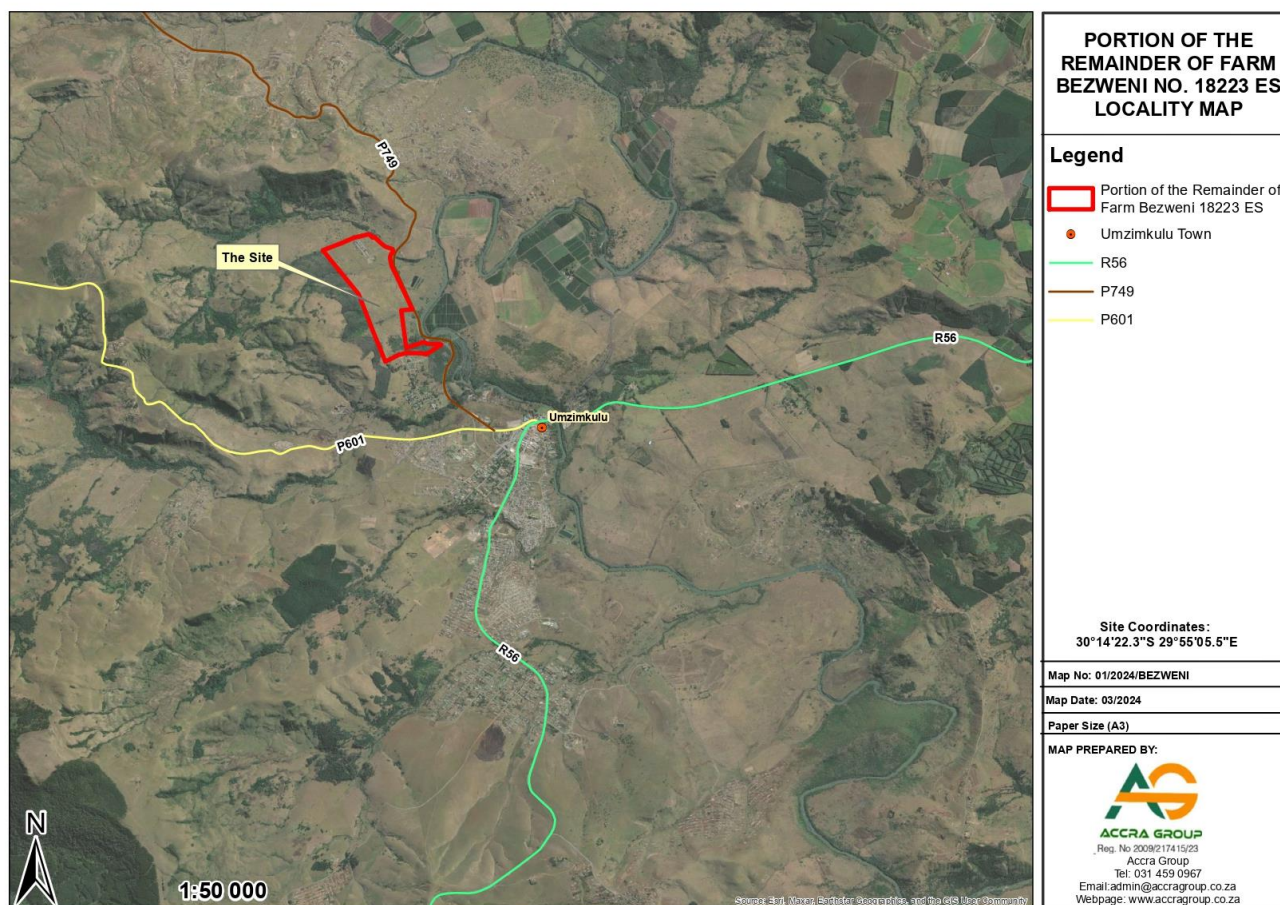 PORTION OF THE
REMAINDER OF FARM
BEZWENI NO. 18223 ES
LOCALITY MAP
Legend
Portion of the Remainder of
Farm Bezweni 18223 ES
Umzimkulu Town
R56
P749
P601
P749
The Site
R56
Umzimkulu
P601
R56
N
1:50 000
Source: Esri, Maxar, Earthstar Geographics, and the GIS User Community
Site Coordinates:
30°14'22.3"S 29°55'05.5"E
Map No: 01/2024/BEZWENI
Map Date: 03/2024
Paper Size (A3)
MAP PREPARED BY:
AG
ACCRA GROUP
Reg. No 2009/217415/23
Accra Group
Tel: 031 459 0967
Email:admin@accragroup.co.za
Webpage: www.accragroup.co.za